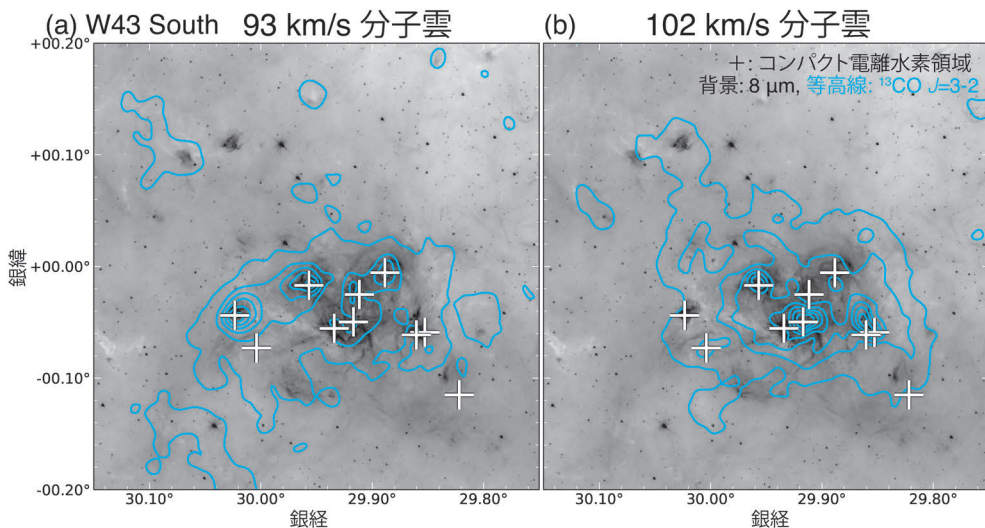 (a) W43 South 93 km/s 分子雲
(b) 102 km/s 分子雲
+: コンパクト電離水素領域
背景: 8 μm, 等高線: ¹³CO J=3-2
銀緯
+00.20°
+00.10°
+00.00°
-00.10°
-00.20°
30.10°
30.00°
29.90°
29.80°
銀経
30.10°
30.00°
29.90°
29.80°
銀経